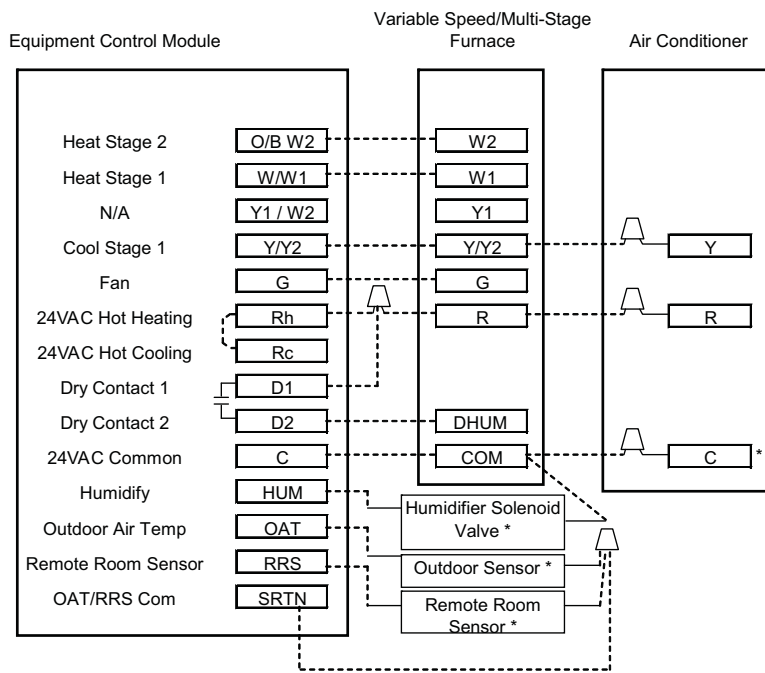 Equipment Control Module
Variable Speed/Multi-Stage
Furnace
Air Conditioner
Heat Stage 2
O/B W2
W2
Heat Stage 1
W/W1
W1
N/A
Y1 / W2
Y1
Cool Stage 1
Y/Y2
Y/Y2
Y
Fan
G
G
24VAC Hot Heating
Rh
R
R
24VAC Hot Cooling
Rc
Dry Contact 1
D1
Dry Contact 2
D2
DHUM
24VAC Common
C
COM
C *
Humidify
HUM
Humidifier Solenoid
Valve *
Outdoor Air Temp
OAT
Outdoor Sensor *
Remote Room Sensor
RRS
Remote Room
Sensor *
OAT/RRS Com
SRTN